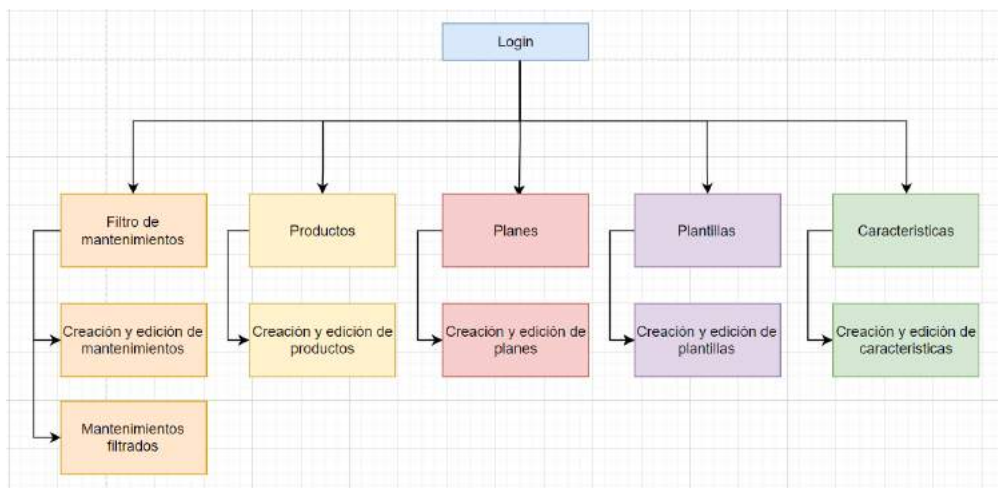 Login
Filtro de
mantenimientos
Productos
Planes
Plantillas
Caracteristicas
Creación y edición de
mantenimientos
Creación y edición de
productos
Creación y edición de
planes
Creación y edición de
plantillas
Creación y edición de
caracteristicas
Mantenimientos
filtrados